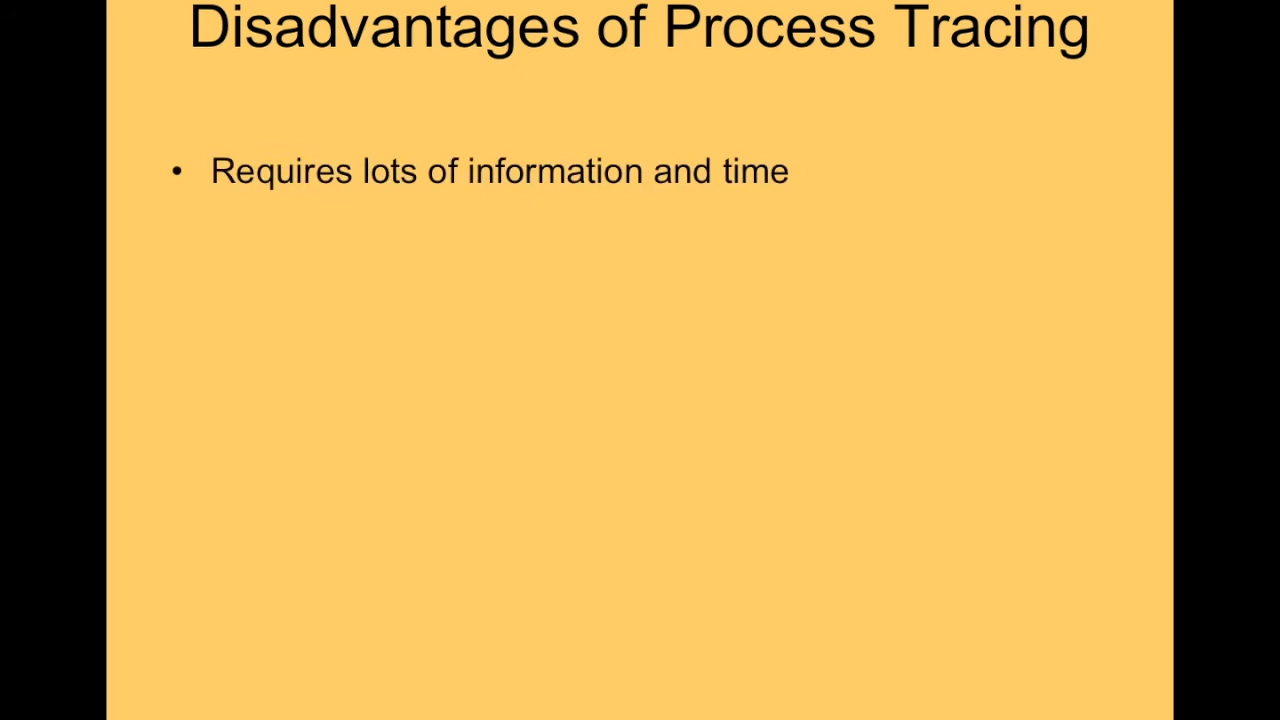 Disadvantages of Process Tracing
• Requires lots of information and time